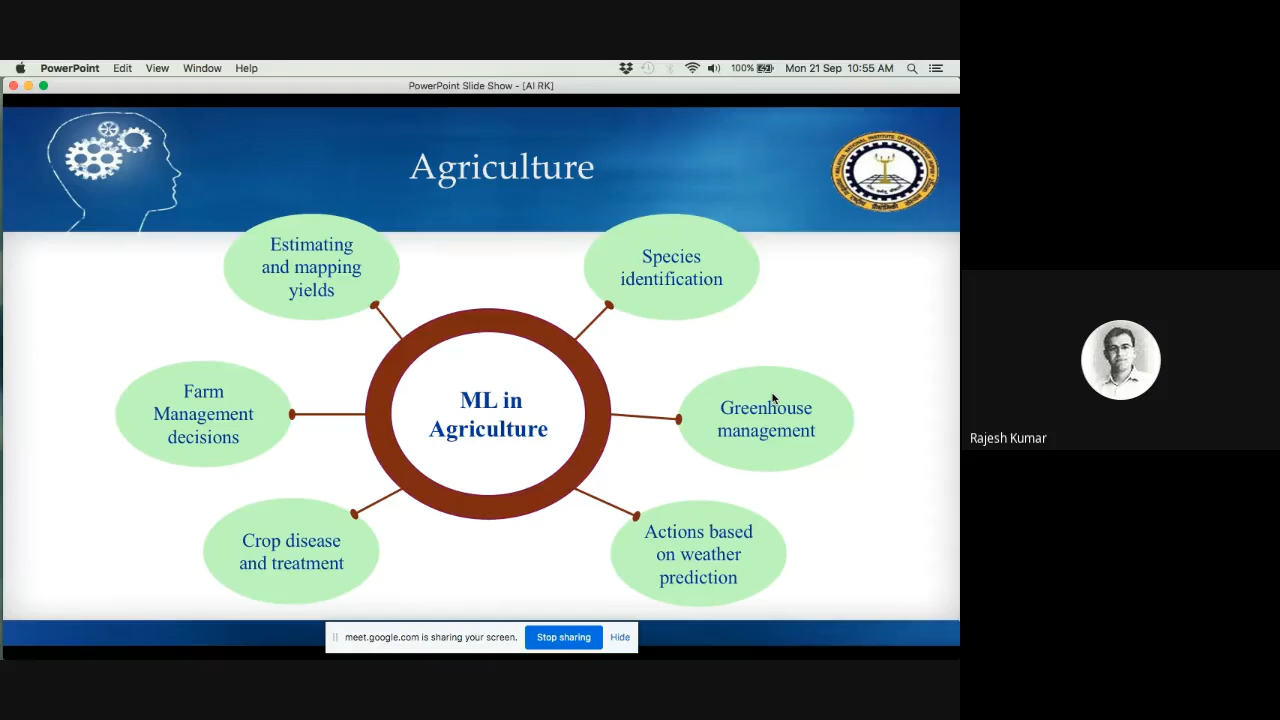 PowerPoint Edit View Window Help
100% Mon 21 Sep 10:55 AM
PowerPoint Slide Show - [AI RK]
Agriculture
Estimating
and mapping
yields
Species
identification
Farm
Management
decisions
ML in
Agriculture
Greenhouse
management
Crop disease
and treatment
Actions based
on weather
prediction
meet.google.com is sharing your screen. Stop sharing Hide
Rajesh Kumar